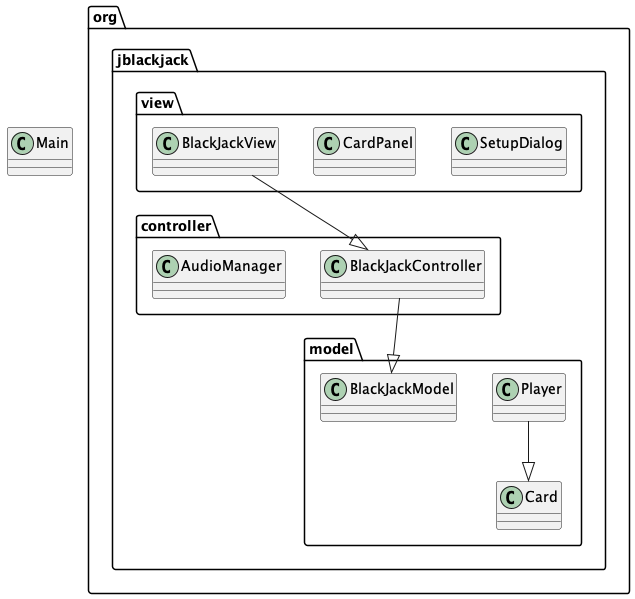 org
jblackjack
view
C Main
C BlackJackView
C CardPanel
C SetupDialog
controller
C AudioManager
C BlackJackController
model
C BlackJackModel
C Player
C Card